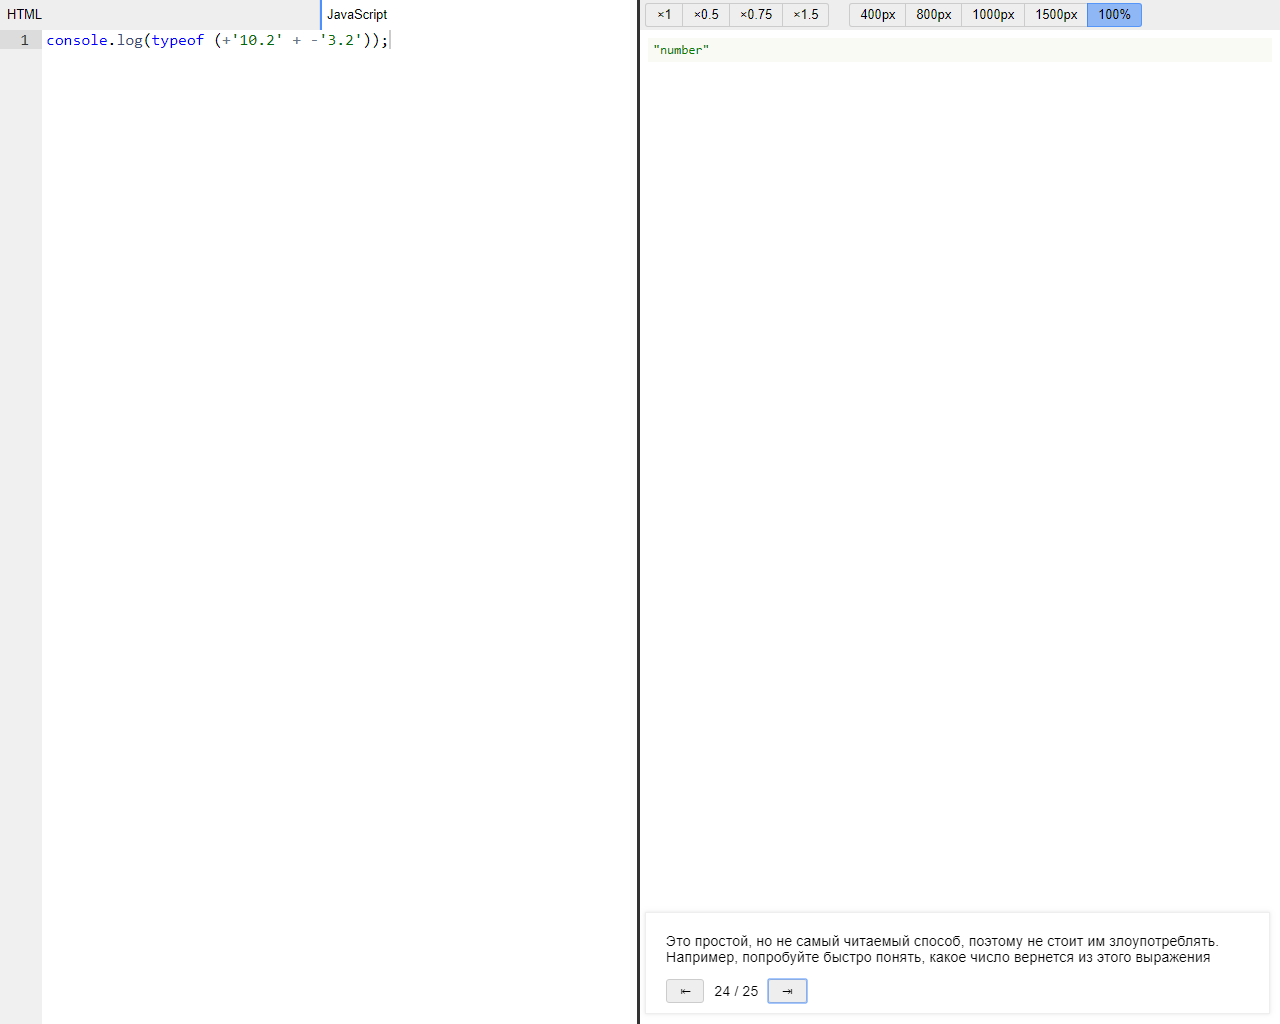 HTML
JavaScript
×1 ×0.5 ×0.75 ×1.5 400px 800px 1000px 1500px 100%
1 console.log(typeof (+'10.2' + -'3.2'));
"number"
Это простой, но не самый читаемый способ, поэтому не стоит им злоупотреблять.
Например, попробуйте быстро понять, какое число вернется из этого выражения
⇤ 24 / 25 ⇥